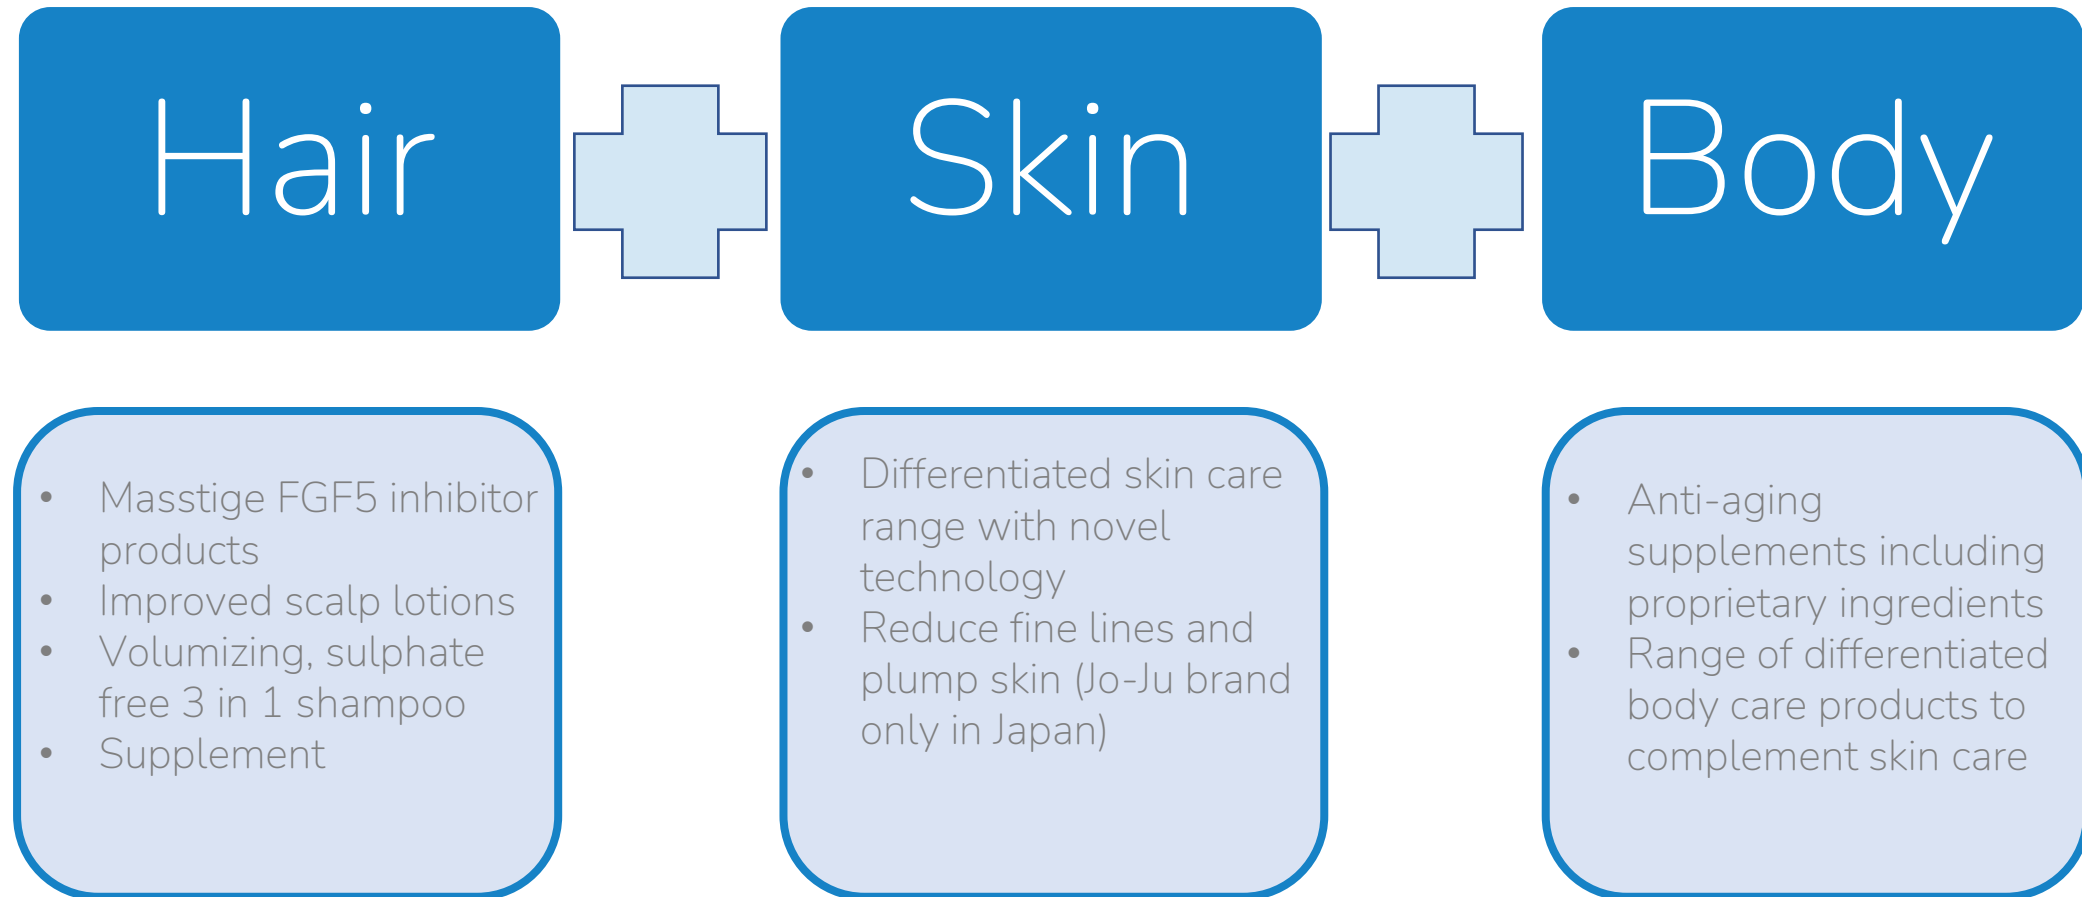 Hair
Skin
Body
• Masstige FGF5 inhibitor
products
• Improved scalp lotions
• Volumizing, sulphate
free 3 in 1 shampoo
• Supplement
• Differentiated skin care
range with novel
technology
• Reduce fine lines and
plump skin (Jo-Ju brand
only in Japan)
• Anti-aging
supplements including
proprietary ingredients
• Range of differentiated
body care products to
complement skin care